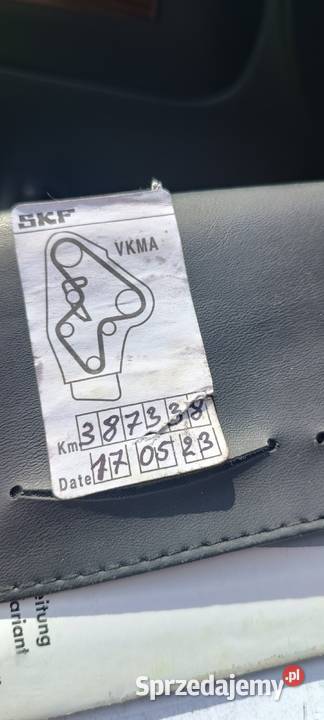 SKF
VKMA
Km 387338
Date 17 05 23
eitung
ariant
Sprzedajemy.pl